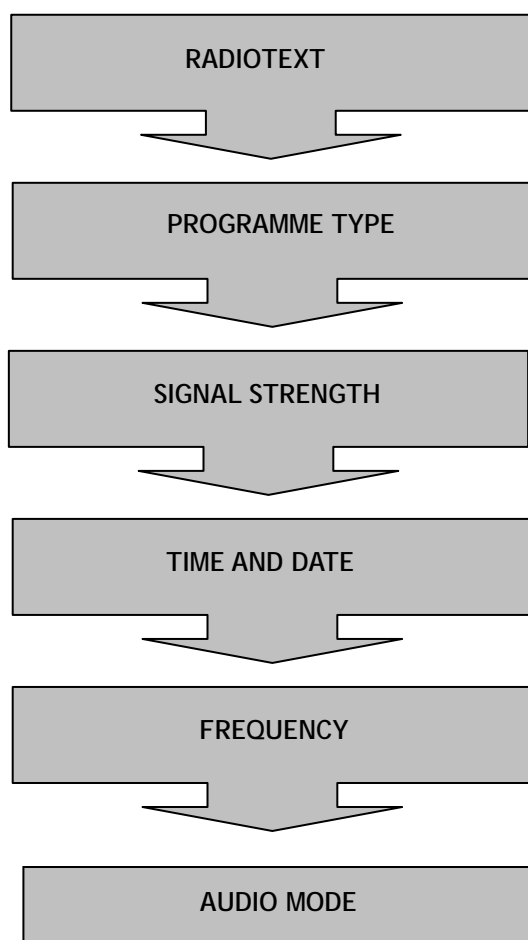 RADIOTEXT
PROGRAMME TYPE
SIGNAL STRENGTH
TIME AND DATE
FREQUENCY
AUDIO MODE